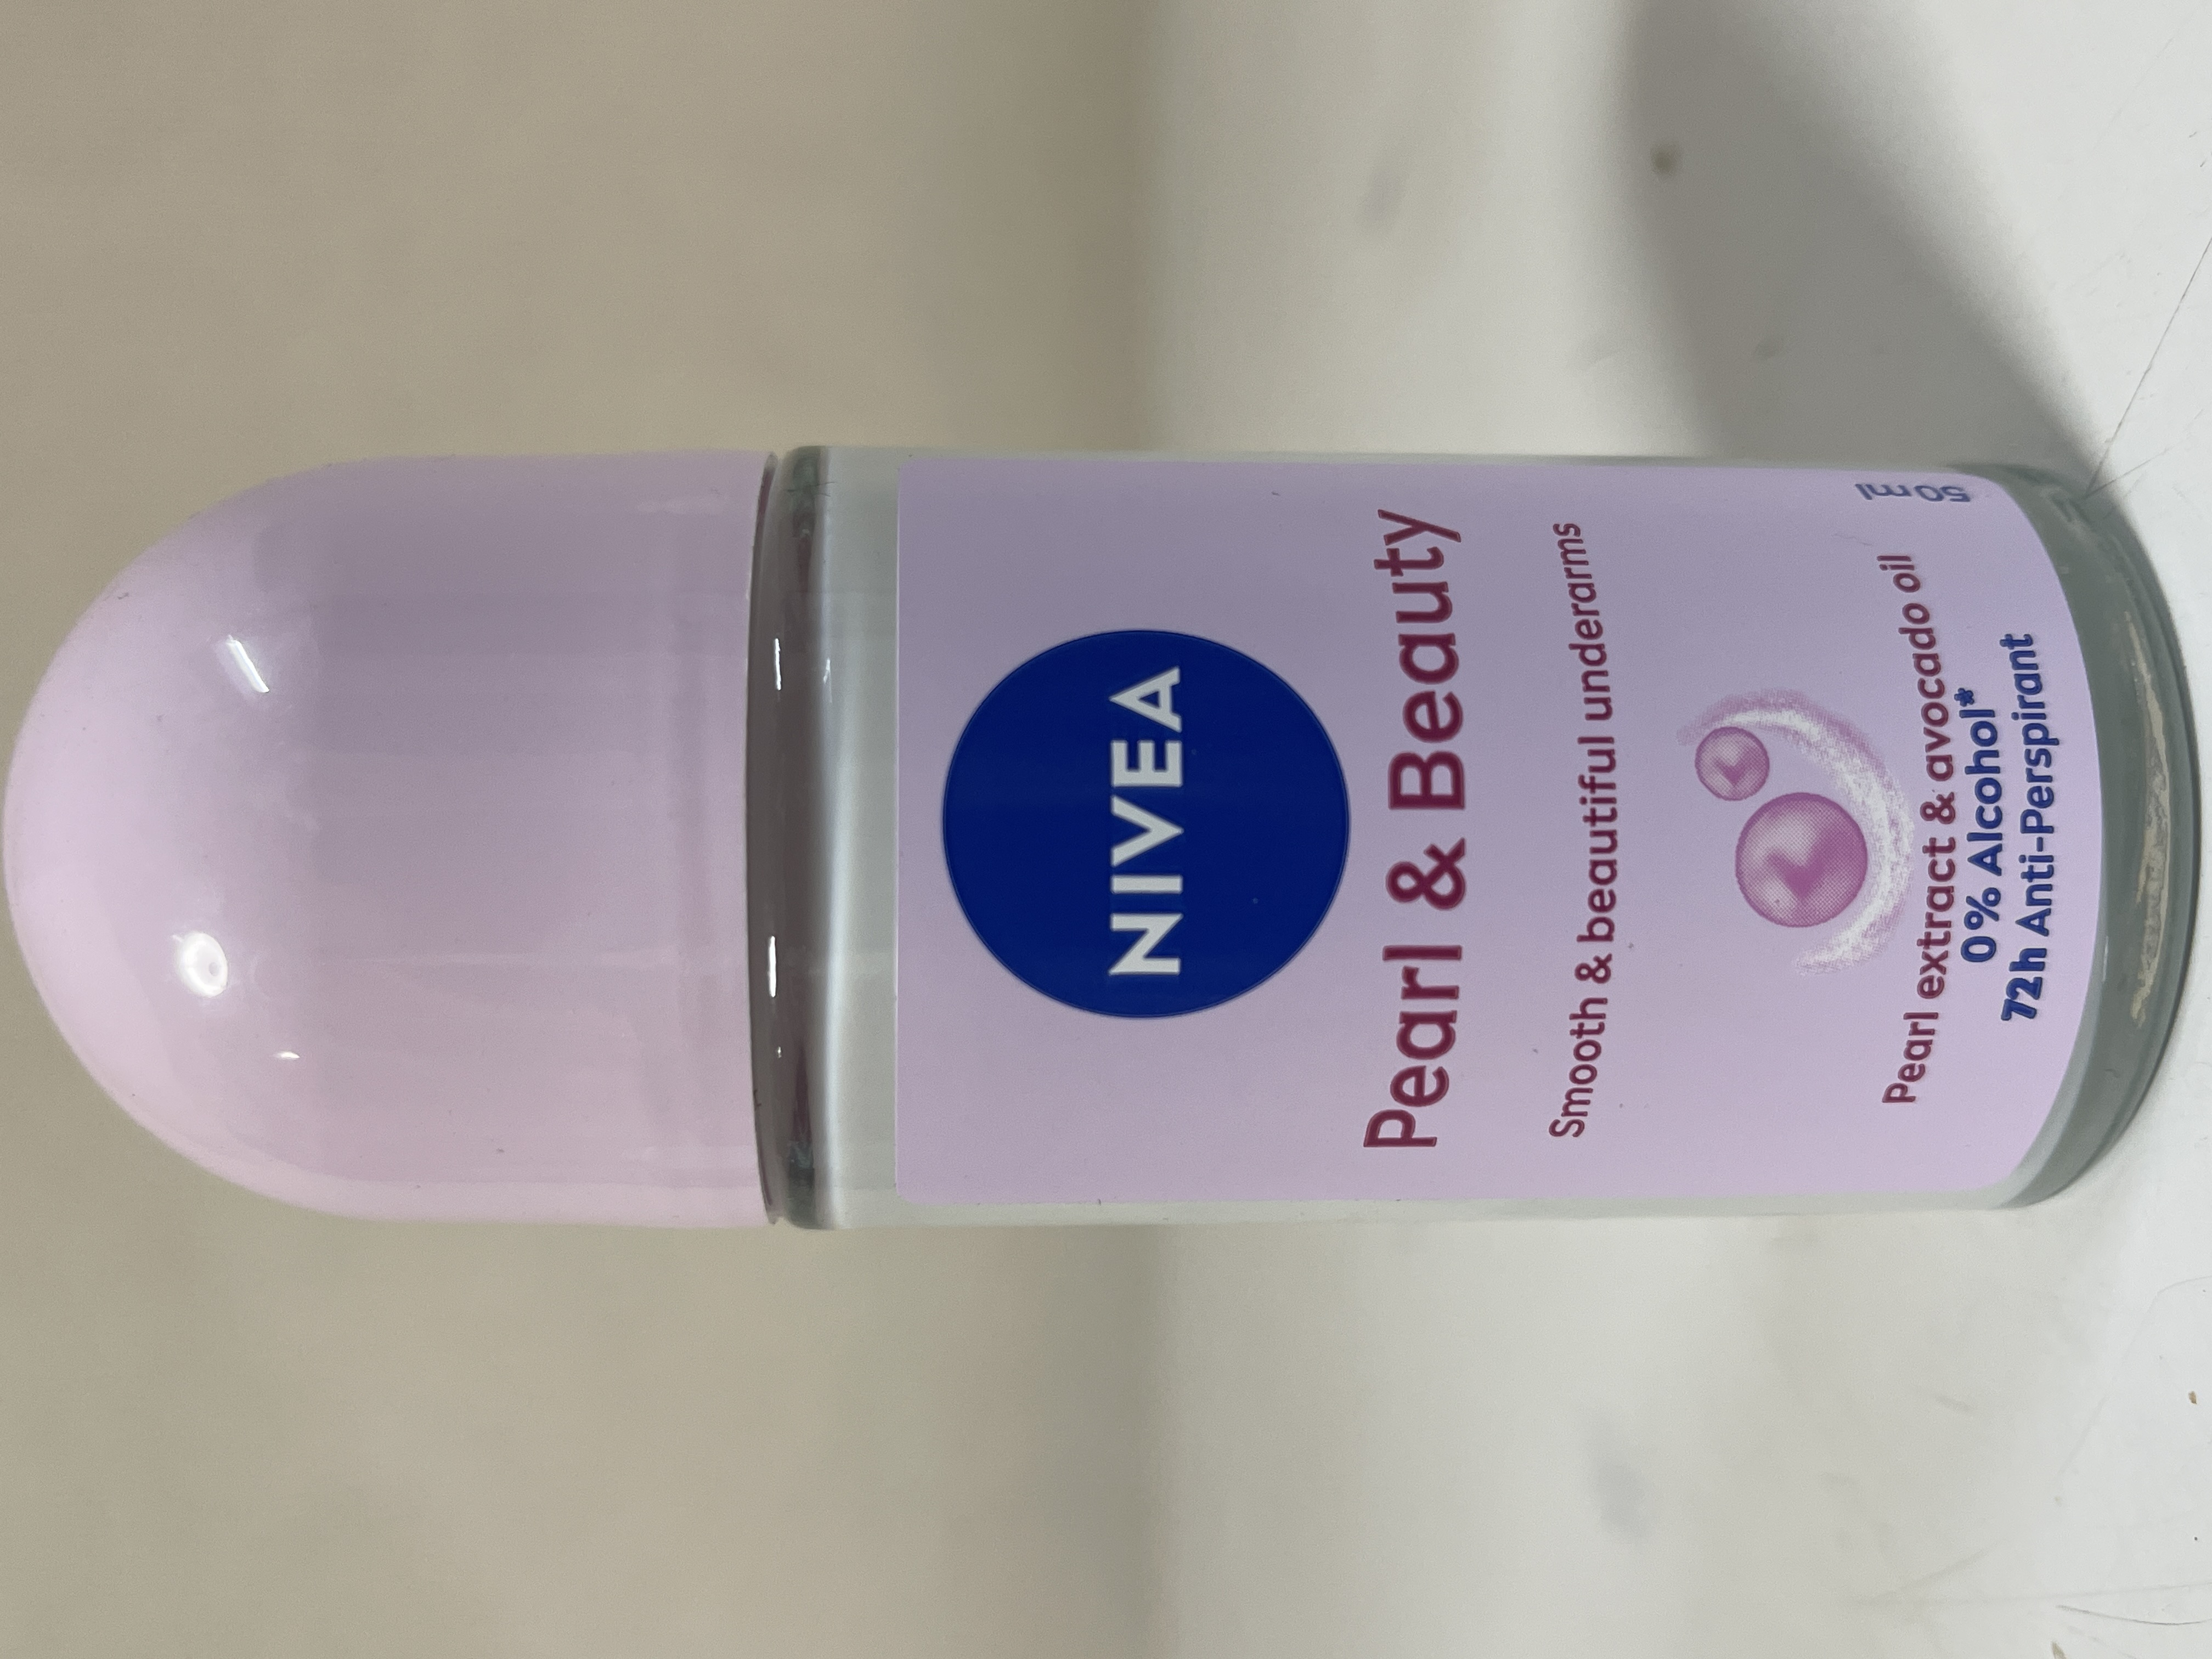 NIVEA
Pearl & Beauty
Smooth & beautiful underarms
Pearl extract & avocado oil
0% Alcohol*
72h Anti-Perspirant
50ml